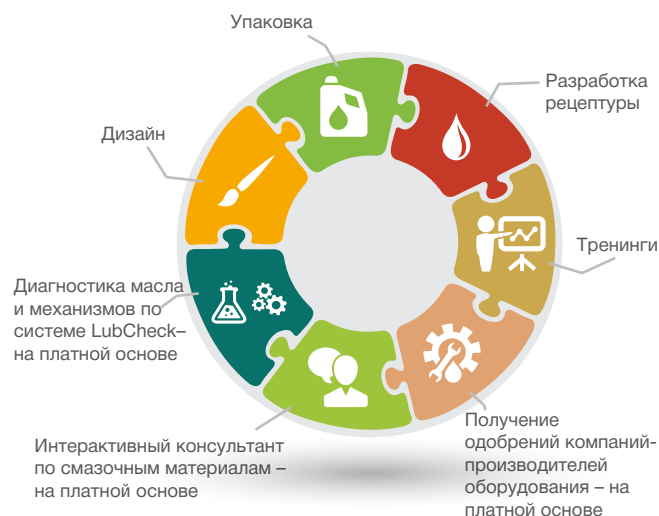 Упаковка
Разработка
рецептуры
Дизайн
Тренинги
Диагностика масла
и механизмов по
системе LubCheck–
на платной основе
Интерактивный консультант
по смазочным материалам –
на платной основе
Получение
одобрений компаний-
производителей
оборудования – на
платной основе